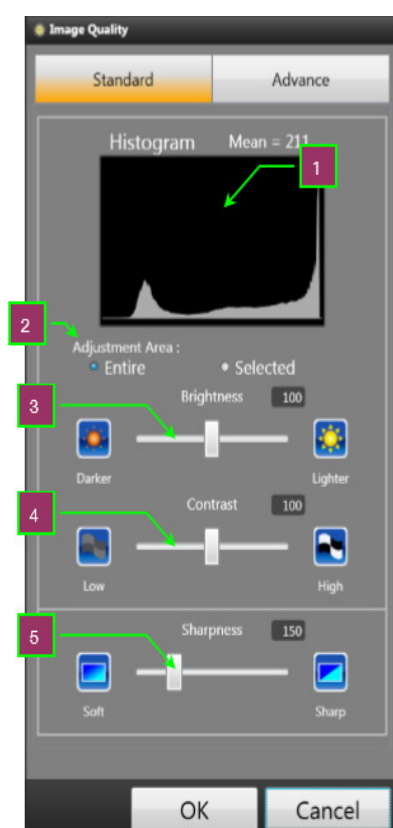 Image Quality
Standard Advance
Histogram Mean = 211
1
2
Adjustment Area :
Entire Selected
3
Brightness 100
Darker Lighter
4
Contrast 100
Low High
5
Sharpness 150
Soft Sharp
OK Cancel